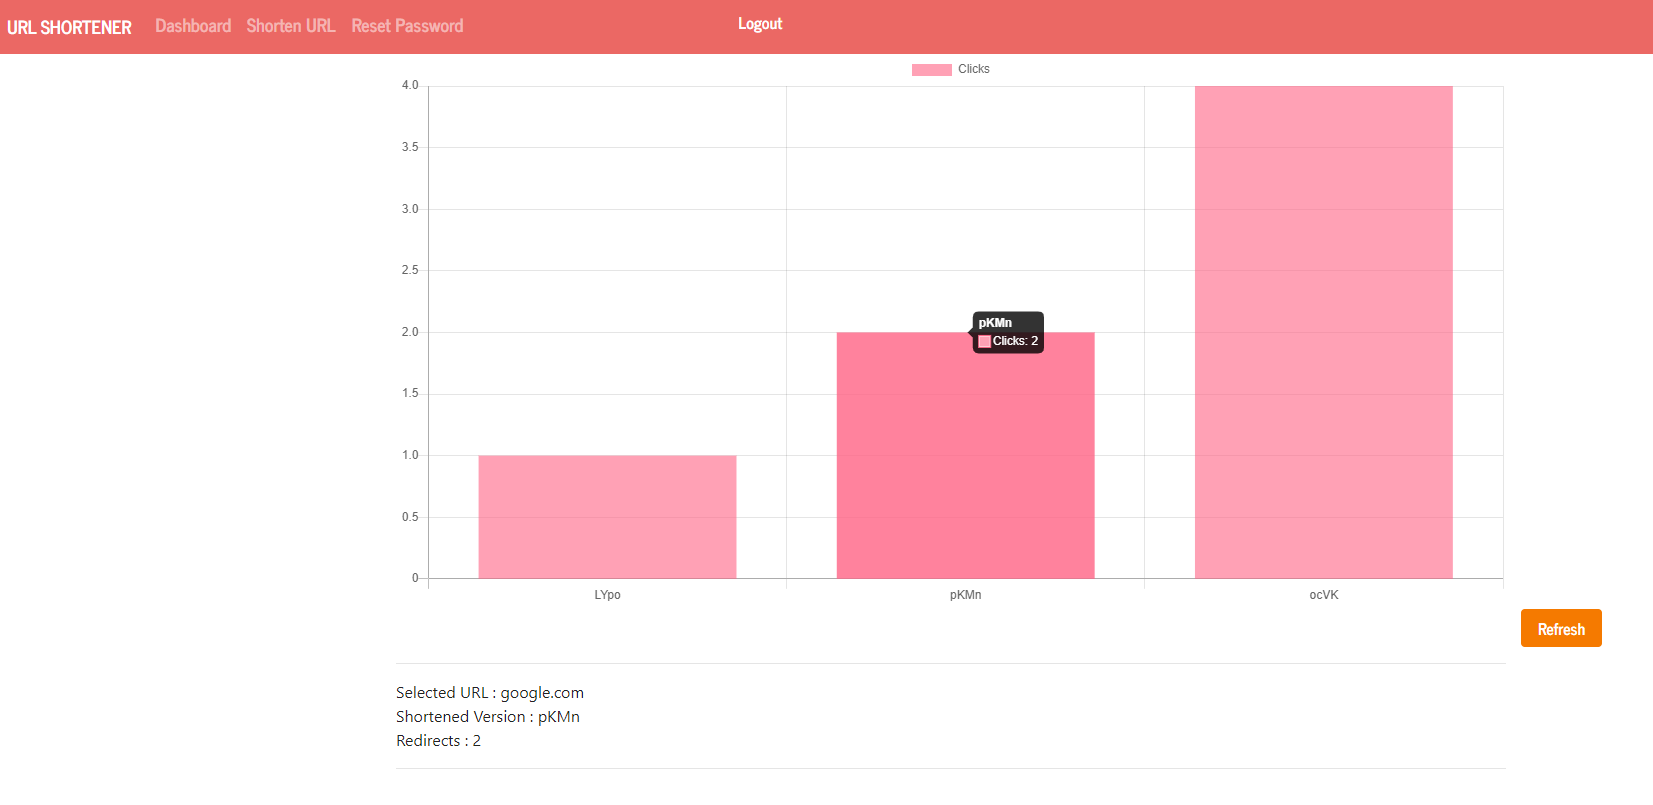 URL SHORTENER Dashboard Shorten URL Reset Password Logout
Clicks
4.0
3.5
3.0
2.5
2.0
1.5
1.0
0.5
0
pKMn
Clicks: 2
LYpo pKMn ocVK
Refresh
Selected URL : google.com
Shortened Version : pKMn
Redirects : 2